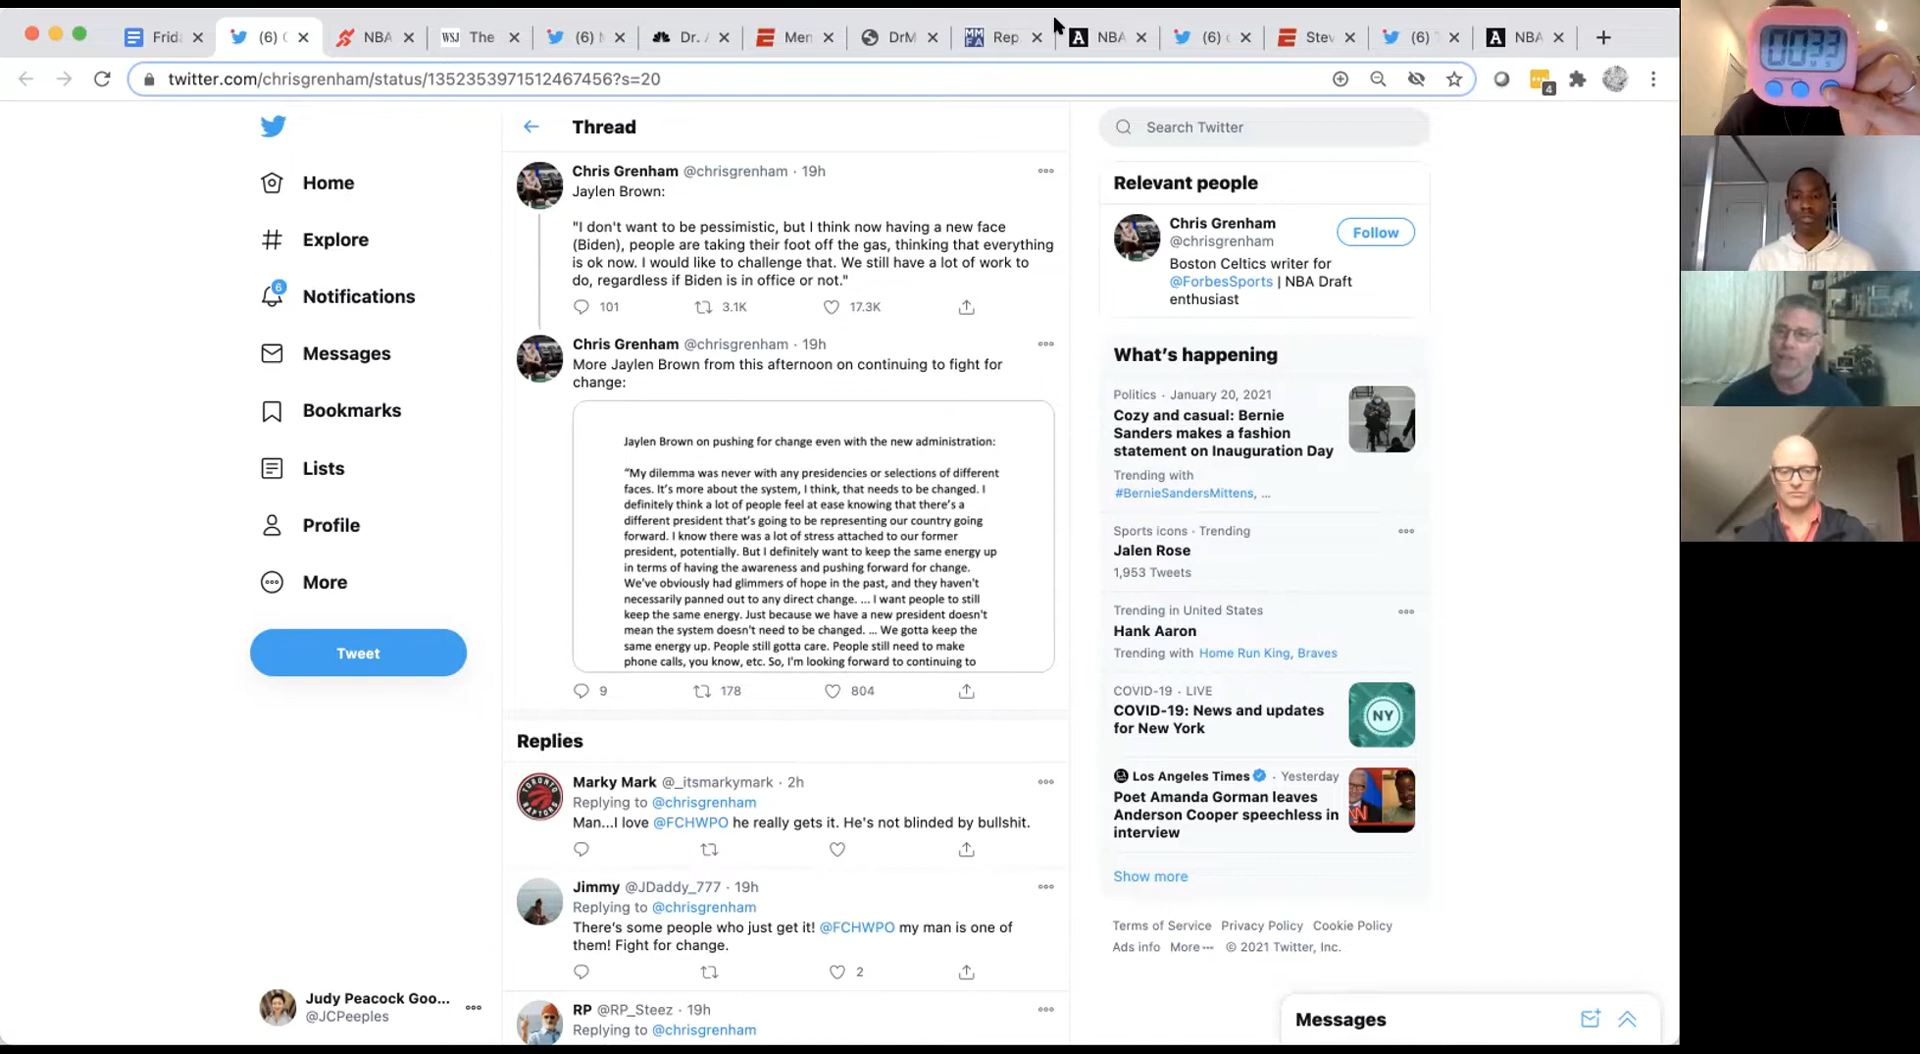 Frid
(6) C
NBA
WSJ The
(6) M
Dr. A
Men
DrM
MMFA Rep
A NBA
(6) c
Stev
(6) T
A NBA
twitter.com/chrisgrenham/status/1352353971512467456?s=20
4
Thread
Search Twitter
Home
Explore
6
Notifications
Messages
Bookmarks
Lists
Profile
More
Tweet
Judy Peacock Goo...
@JCPeeples
Chris Grenham @chrisgrenham · 19h
Jaylen Brown:
"I don't want to be pessimistic, but I think now having a new face
(Biden), people are taking their foot off the gas, thinking that everything
is ok now. I would like to challenge that. We still have a lot of work to
do, regardless if Biden is in office or not."
101 3.1K 17.3K
Chris Grenham @chrisgrenham · 19h
More Jaylen Brown from this afternoon on continuing to fight for
change:
Jaylen Brown on pushing for change even with the new administration:
"My dilemma was never with any presidencies or selections of different
faces. It's more about the system, I think, that needs to be changed. I
definitely think a lot of people feel at ease knowing that there's a
different president that's going to be representing our country going
forward. I know there was a lot of stress attached to our former
president, potentially. But I definitely want to keep the same energy up
in terms of having the awareness and pushing forward for change.
We've obviously had glimmers of hope in the past, and they haven't
necessarily panned out to any direct change. ... I want people to still
keep the same energy. Just because we have a new president doesn't
mean the system doesn't need to be changed. ... We gotta keep the
same energy up. People still gotta care. People still need to make
phone calls, you know, etc. So, I'm looking forward to continuing to
9 178 804
Replies
Marky Mark @_itsmarkymark · 2h
Replying to @chrisgrenham
Man...I love @FCHWPO he really gets it. He's not blinded by bullshit.
Jimmy @JDaddy_777 · 19h
Replying to @chrisgrenham
There's some people who just get it! @FCHWPO my man is one of
them! Fight for change.
2
RP @RP_Steez · 19h
Replying to @chrisgrenham
Relevant people
Chris Grenham
@chrisgrenham
Follow
Boston Celtics writer for
@ForbesSports | NBA Draft
enthusiast
What's happening
Politics · January 20, 2021
Cozy and casual: Bernie
Sanders makes a fashion
statement on Inauguration Day
Trending with
#BernieSandersMittens, ...
Sports icons · Trending
Jalen Rose
1,953 Tweets
Trending in United States
Hank Aaron
Trending with Home Run King, Braves
COVID-19 · LIVE
COVID-19: News and updates
for New York
NY
Los Angeles Times · Yesterday
Poet Amanda Gorman leaves
Anderson Cooper speechless in
interview
Show more
Terms of Service Privacy Policy Cookie Policy
Ads info More ··· © 2021 Twitter, Inc.
Messages
00 33